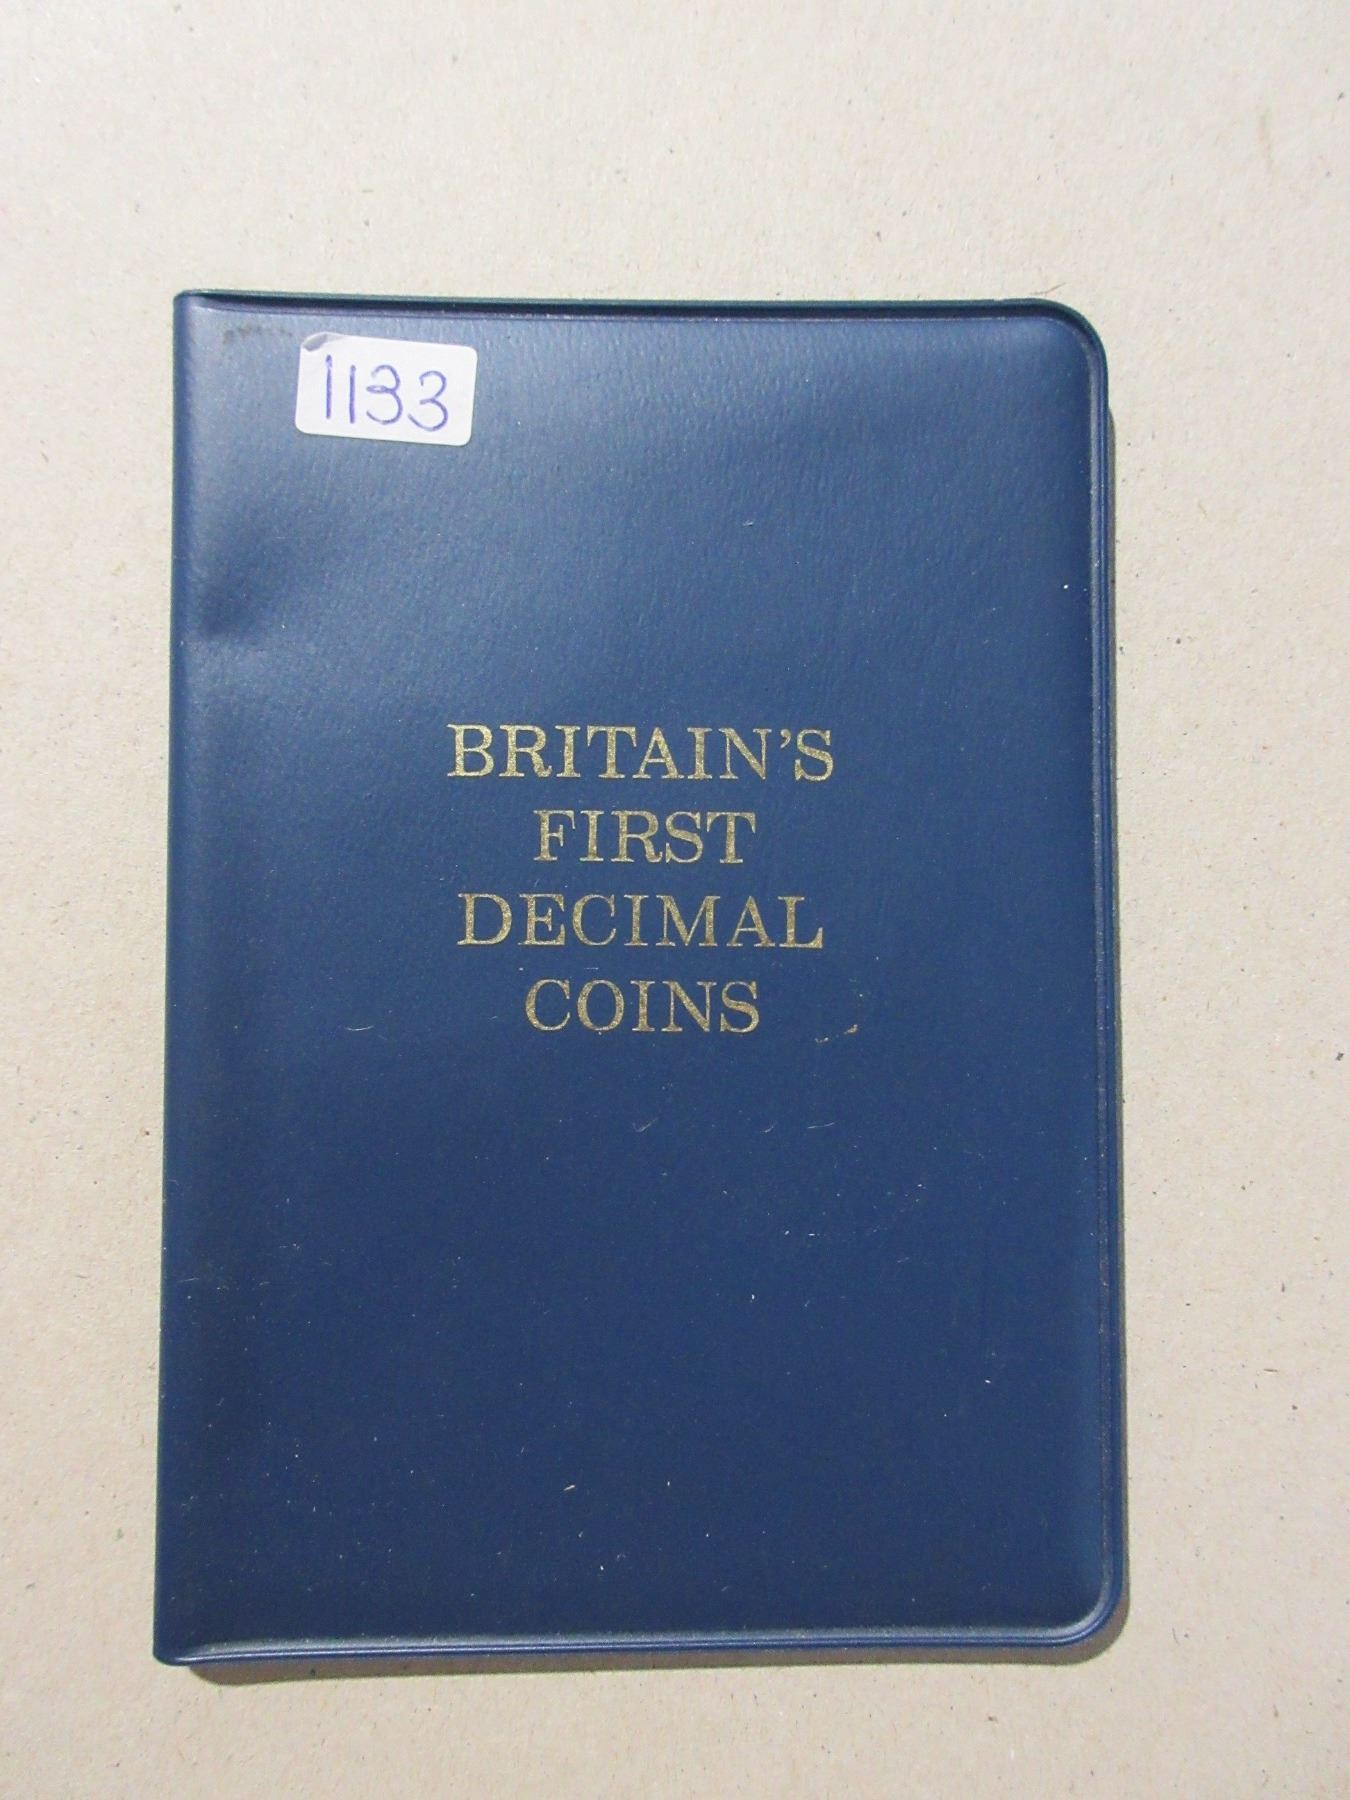 1133
BRITAIN'S
FIRST
DECIMAL
COINS